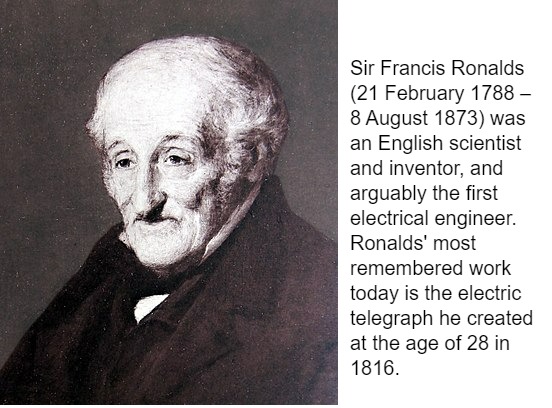 Sir Francis Ronalds
(21 February 1788 –
8 August 1873) was
an English scientist
and inventor, and
arguably the first
electrical engineer.
Ronalds' most
remembered work
today is the electric
telegraph he created
at the age of 28 in
1816.